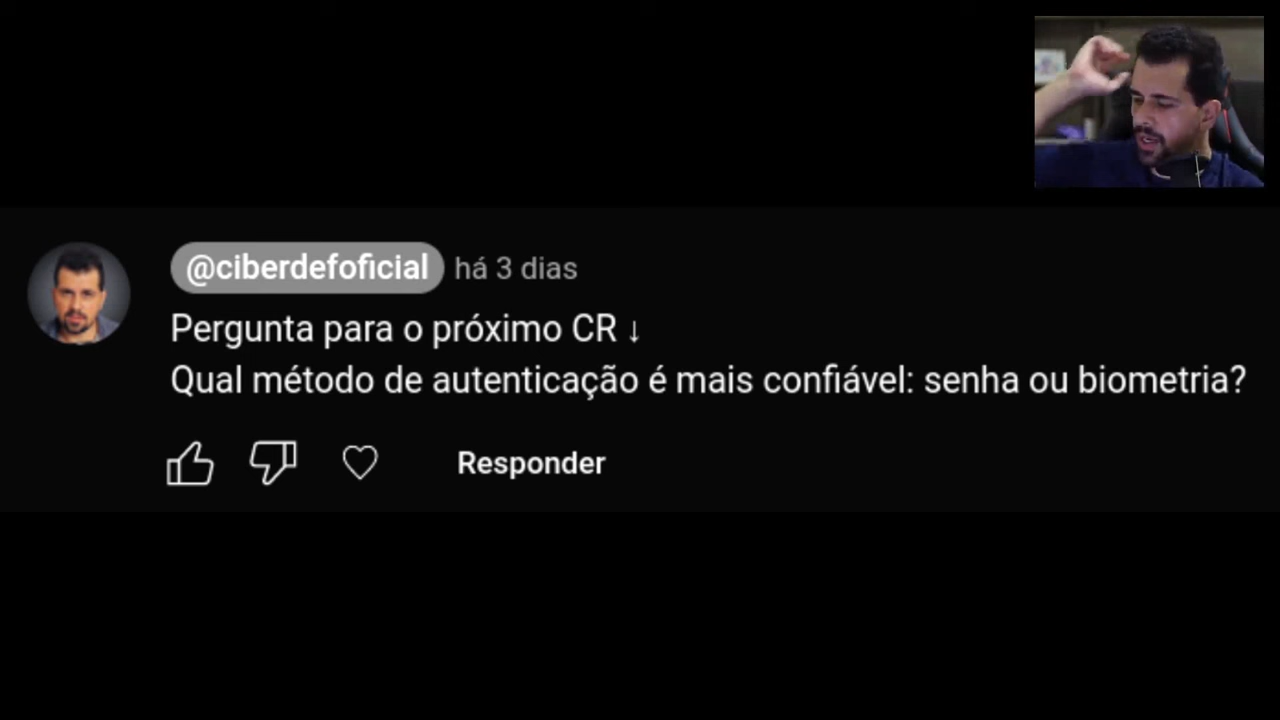 @ciberdefoficial há 3 dias
Pergunta para o próximo CR ↓
Qual método de autenticação é mais confiável: senha ou biometria?
Responder